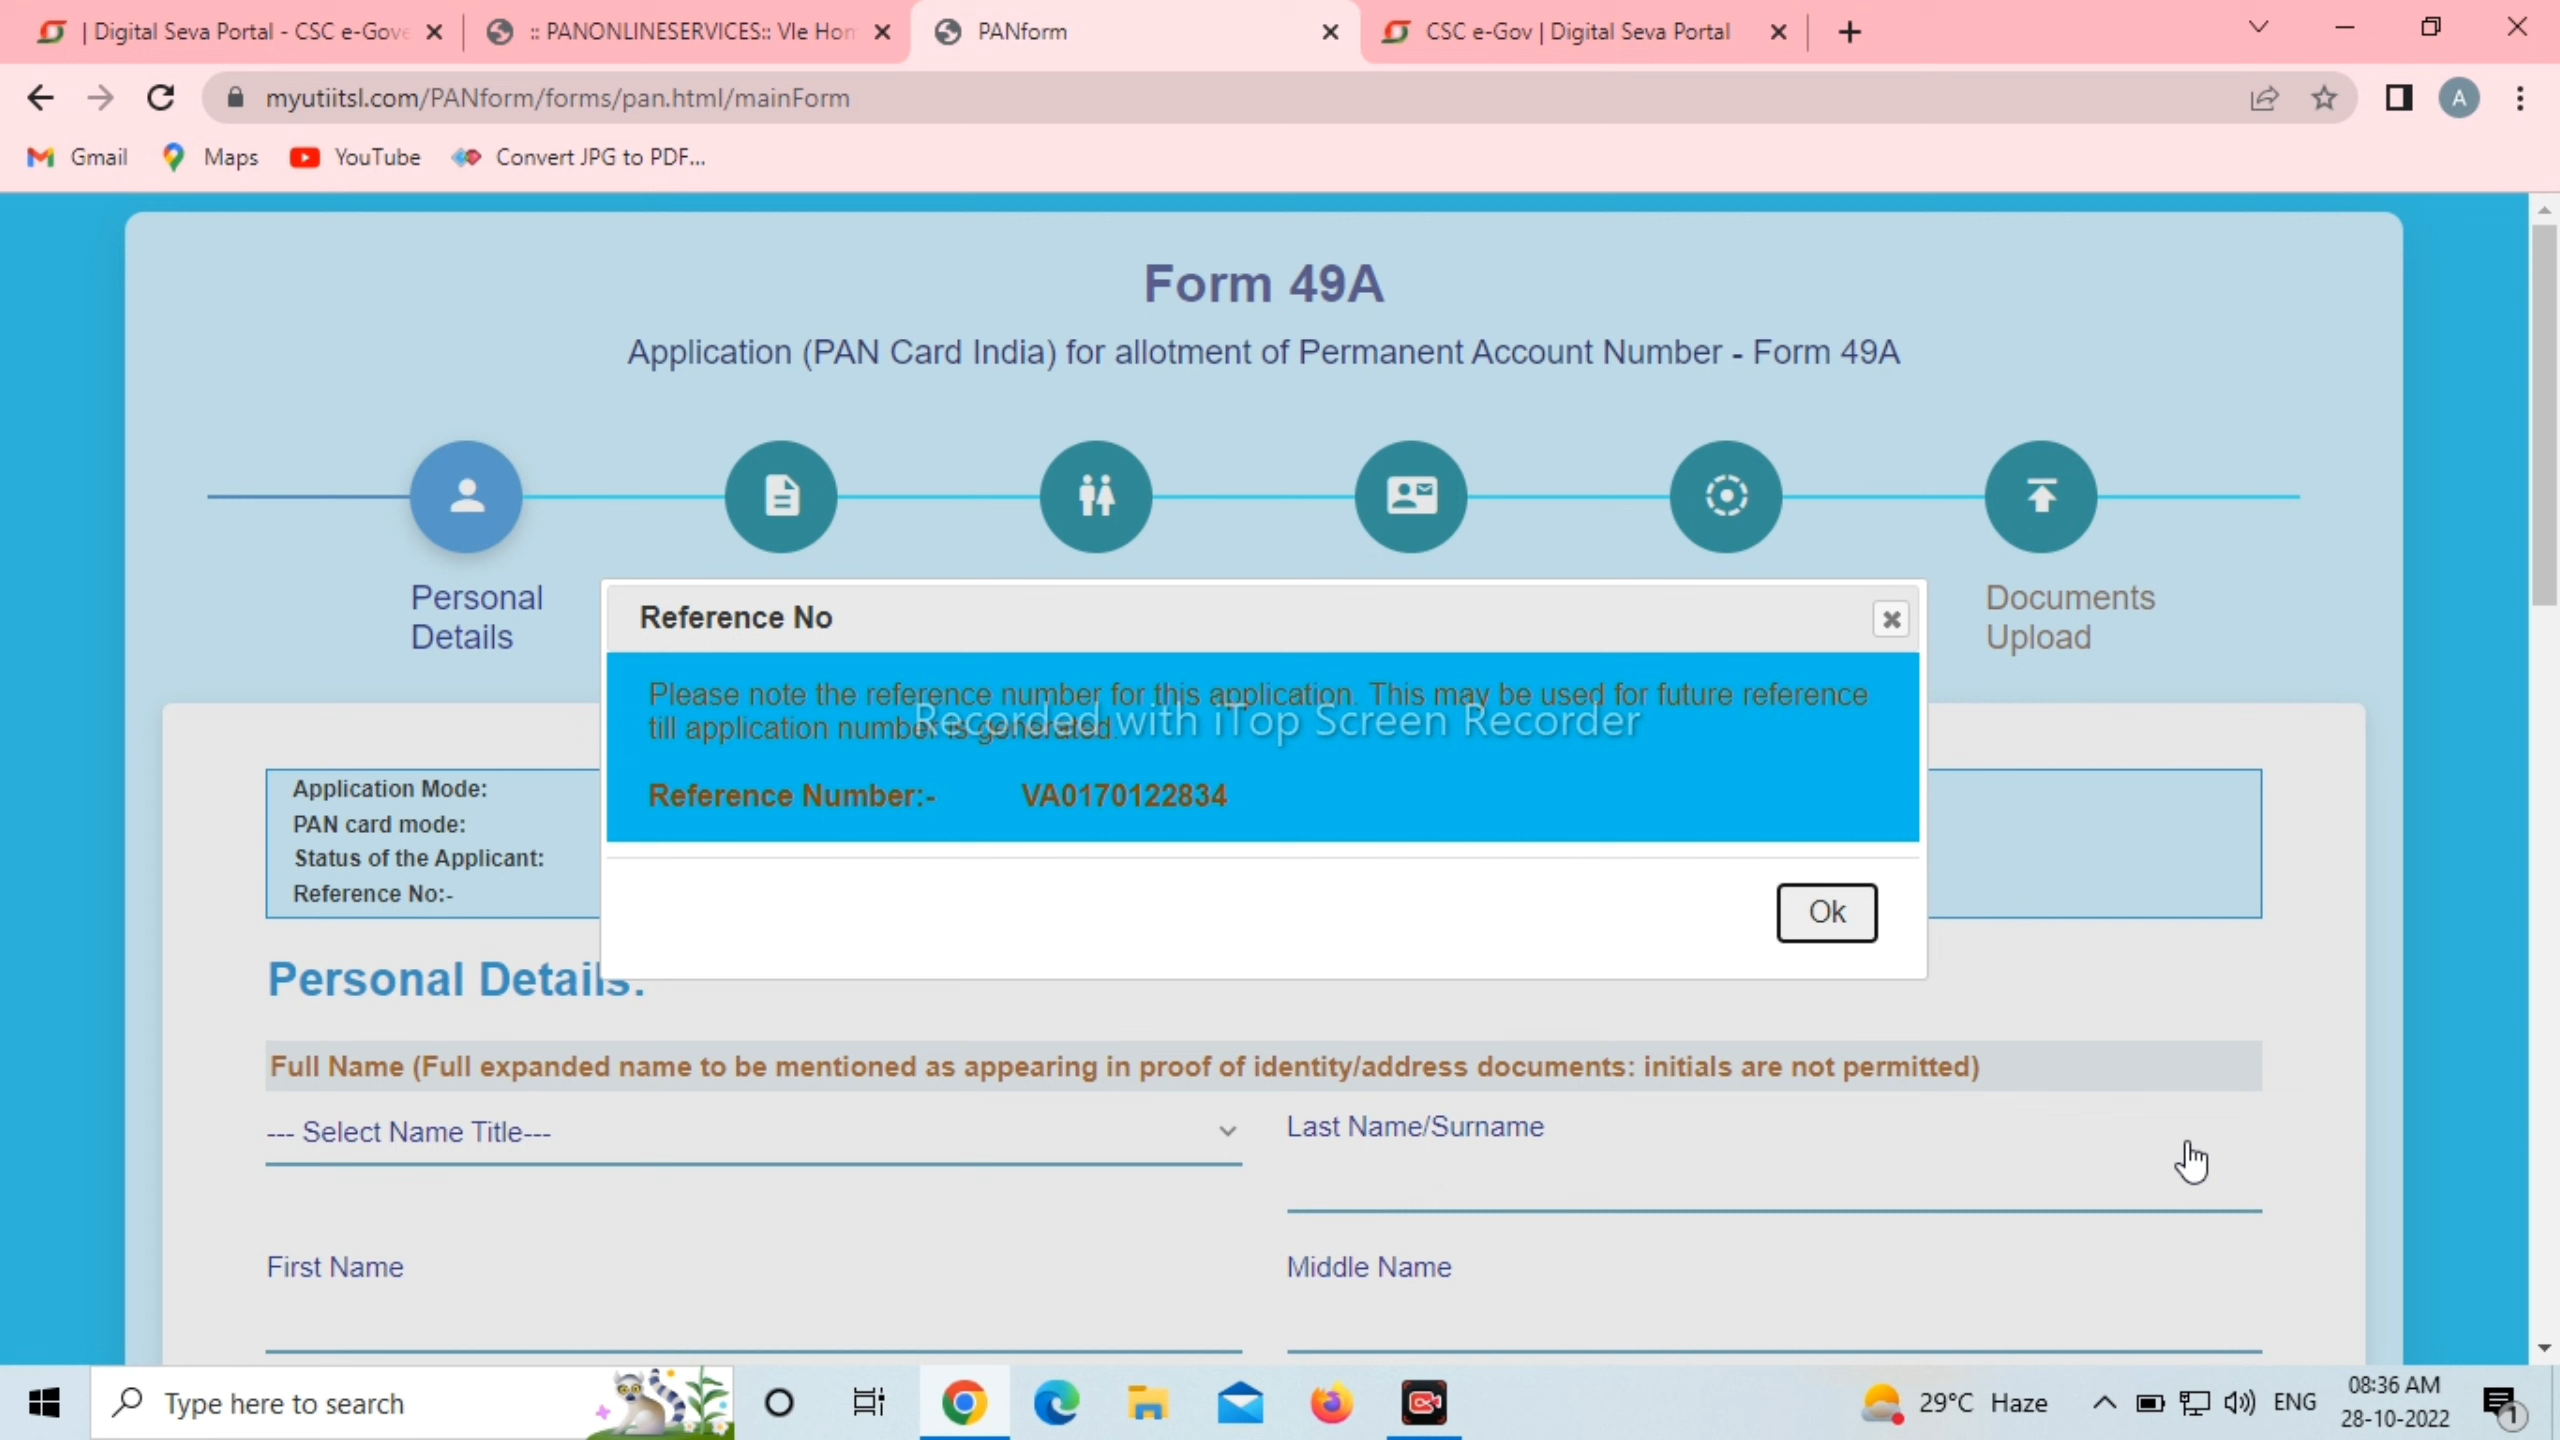 | Digital Seva Portal - CSC e-Gove
:: PANONLINESERVICES:: Vle Hom
PANform
CSC e-Gov | Digital Seva Portal
myutiitsl.com/PANform/forms/pan.html/mainForm
A
Gmail
Maps
YouTube
Convert JPG to PDF...
Form 49A
Application (PAN Card India) for allotment of Permanent Account Number - Form 49A
Personal
Details
Documents
Upload
Reference No
Please note the reference number for this application. This may be used for future reference
till application number is generated.
Recorded with iTop Screen Recorder
Reference Number:- VA0170122834
Ok
Application Mode:
PAN card mode:
Status of the Applicant:
Reference No:-
Personal Details:
Full Name (Full expanded name to be mentioned as appearing in proof of identity/address documents: initials are not permitted)
--- Select Name Title---
Last Name/Surname
First Name
Middle Name
Type here to search
29°C Haze
ENG
08:36 AM
28-10-2022
1